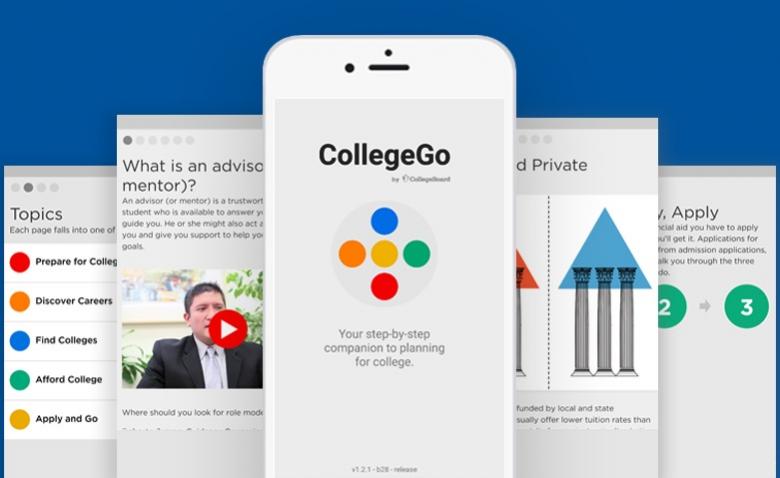 Topics
Each page falls into one of
Prepare for Colleg
Discover Careers
Find Colleges
Afford College
Apply and Go
What is an adviso
mentor)?
An advisor (or mentor) is a trustwort
student who is available to answer y
guide you. He or she might also act a
you and give you support to help you
goals.
Where should you look for role mode
CollegeGo
by CollegeBoard
Your step-by-step
companion to planning
for college.
v1.2.1 - b28 - release
d Private
funded by local and state
sually offer lower tuition rates than
y, Apply
ncial aid you have to apply
ou'll get it. Applications for
from admission applications,
alk you through the three
do.
2
3